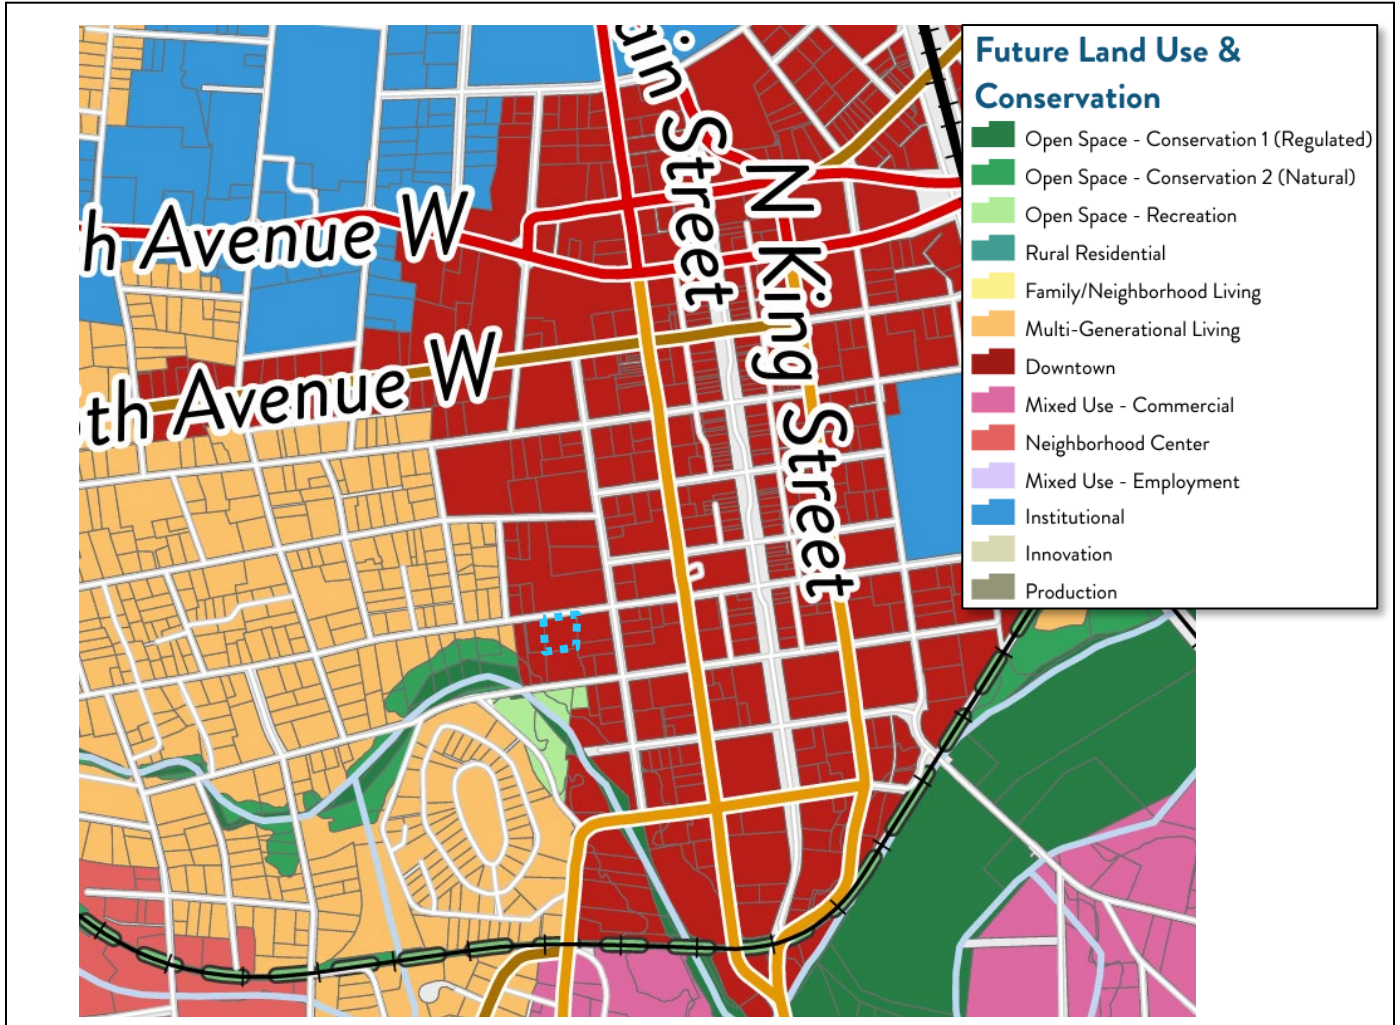 ain Street
N King Street
h Avenue W
th Avenue W
Future Land Use &
Conservation
Open Space - Conservation 1 (Regulated)
Open Space - Conservation 2 (Natural)
Open Space - Recreation
Rural Residential
Family/Neighborhood Living
Multi-Generational Living
Downtown
Mixed Use - Commercial
Neighborhood Center
Mixed Use - Employment
Institutional
Innovation
Production